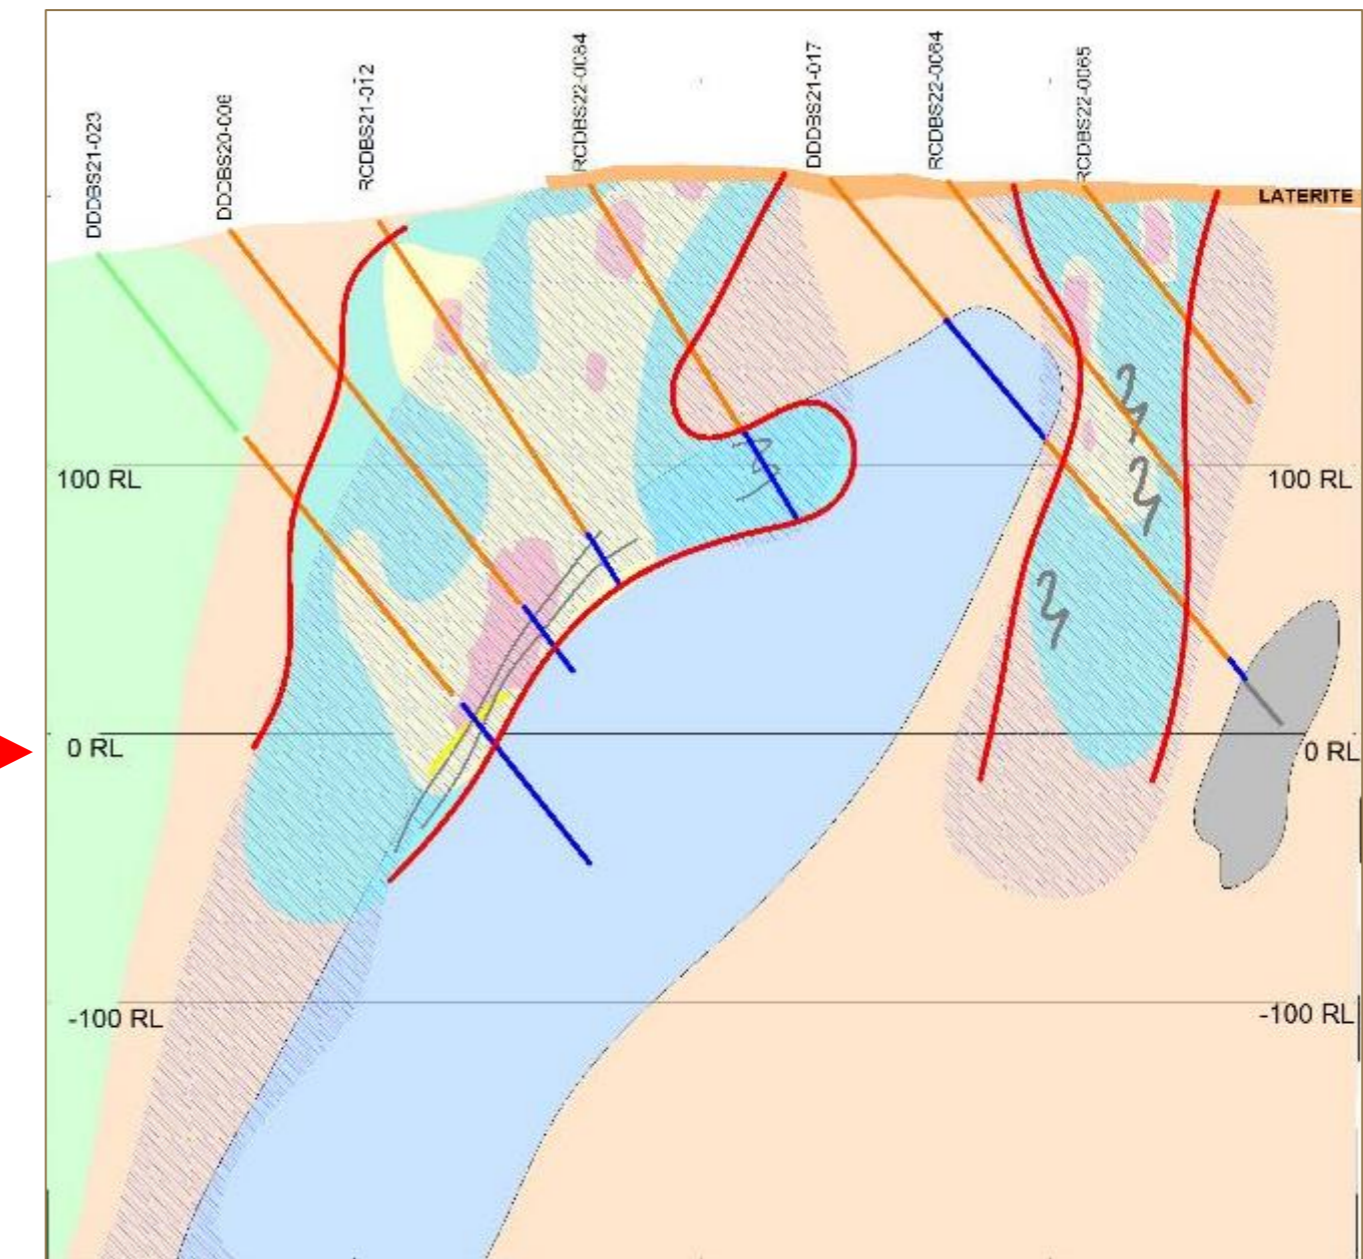 DDDBS21-023
DDCBS20-006
RCDBS21-012
RCDBS22-0084
DDDBS21-017
RCDBS22-0064
RCDBS22-0065
LATERITE
100 RL
100 RL
0 RL
0 RL
-100 RL
-100 RL